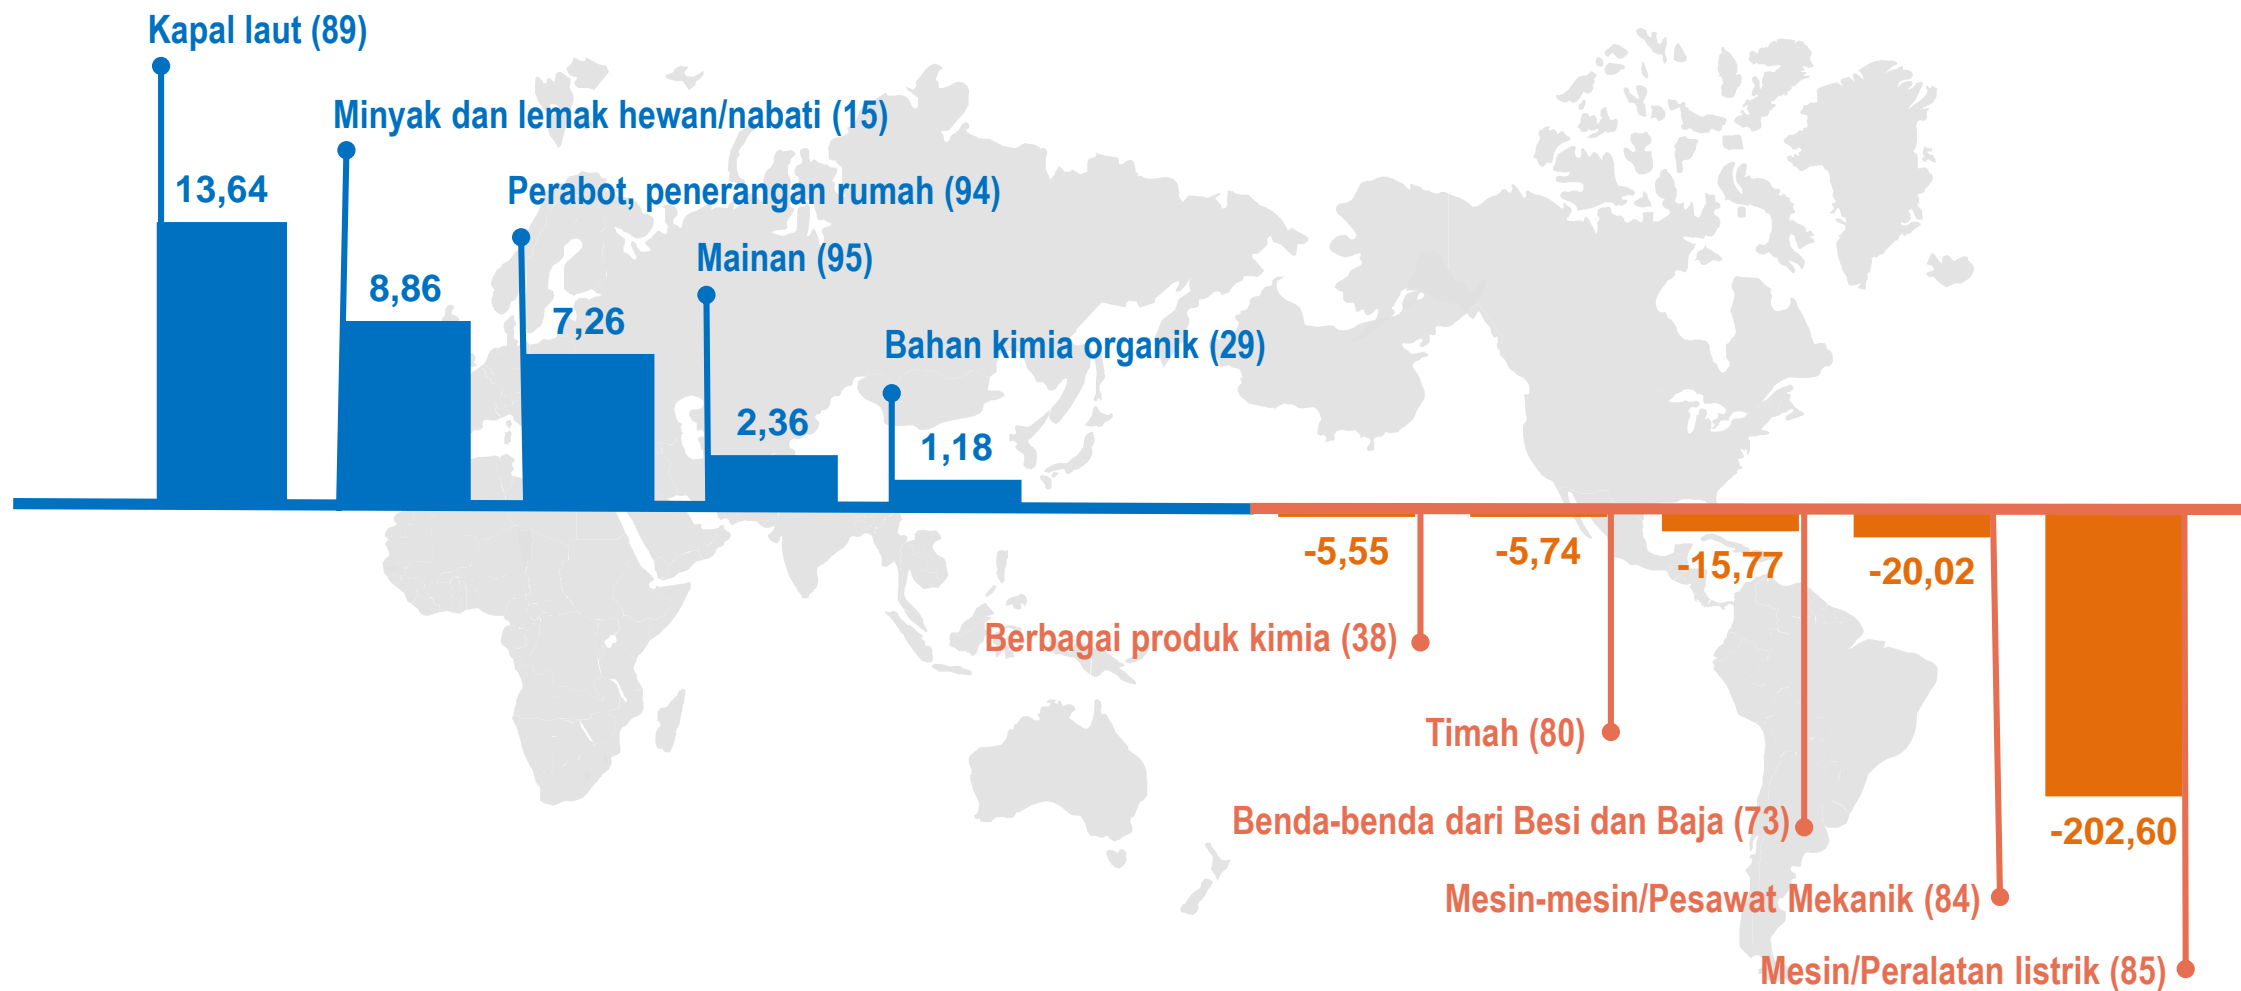 Kapal laut (89)
13,64
Minyak dan lemak hewan/nabati (15)
8,86
Perabot, penerangan rumah (94)
7,26
Mainan (95)
2,36
Bahan kimia organik (29)
1,18
-5,55
Berbagai produk kimia (38)
-5,74
Timah (80)
-15,77
Benda-benda dari Besi dan Baja (73)
-20,02
Mesin-mesin/Pesawat Mekanik (84)
-202,60
Mesin/Peralatan listrik (85)